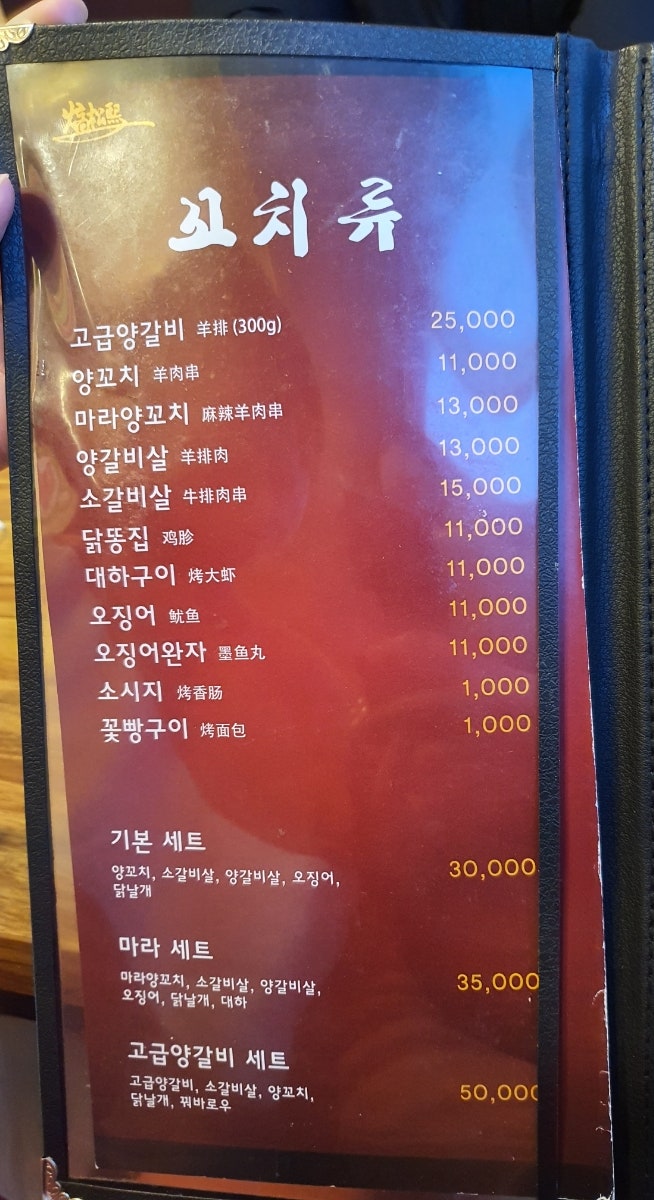 꼬치류
고급양갈비 羊排 (300g) 25,000
양꼬치 羊肉串 11,000
마라양꼬치 麻辣羊肉串 13,000
양갈비살 羊排肉 13,000
소갈비살 牛排肉串 15,000
닭똥집 鸡胗 11,000
대하구이 烤大虾 11,000
오징어 鱿鱼 11,000
오징어완자 墨鱼丸 11,000
소시지 烤香肠 1,000
꽃빵구이 烤面包 1,000
기본 세트
양꼬치, 소갈비살, 양갈비살, 오징어, 30,000
닭날개
마라 세트
마라양꼬치, 소갈비살, 양갈비살, 35,000
오징어, 닭날개, 대하
고급양갈비 세트
고급양갈비, 소갈비살, 양꼬치, 50,000
닭날개, 꿔바로우